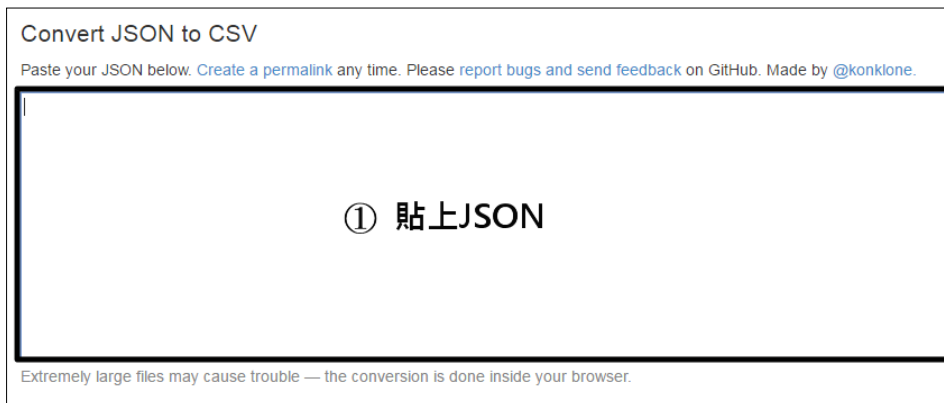 Convert JSON to CSV
Paste your JSON below. Create a permalink any time. Please report bugs and send feedback on GitHub. Made by @konklone.
① 貼上JSON
Extremely large files may cause trouble — the conversion is done inside your browser.